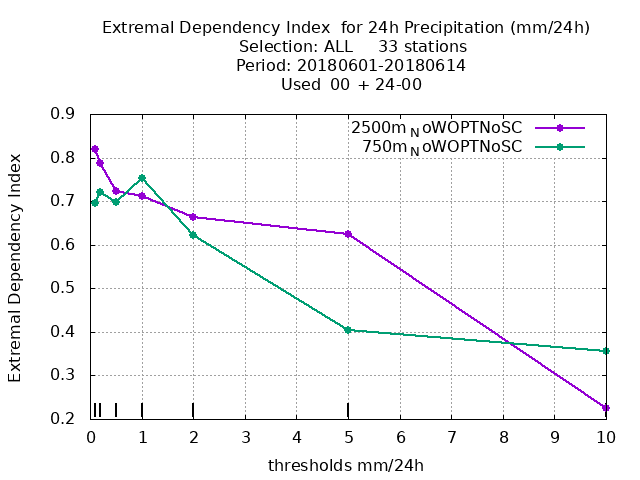 Extremal Dependency Index  for 24h Precipitation (mm/24h)
Selection: ALL     33 stations
Period: 20180601-20180614
Used  00 + 24-00
2500m_NoWOPTNoSC
750m_NoWOPTNoSC
Extremal Dependency Index
0.9
0.8
0.7
0.6
0.5
0.4
0.3
0.2
0 1 2 3 4 5 6 7 8 9 10
thresholds mm/24h